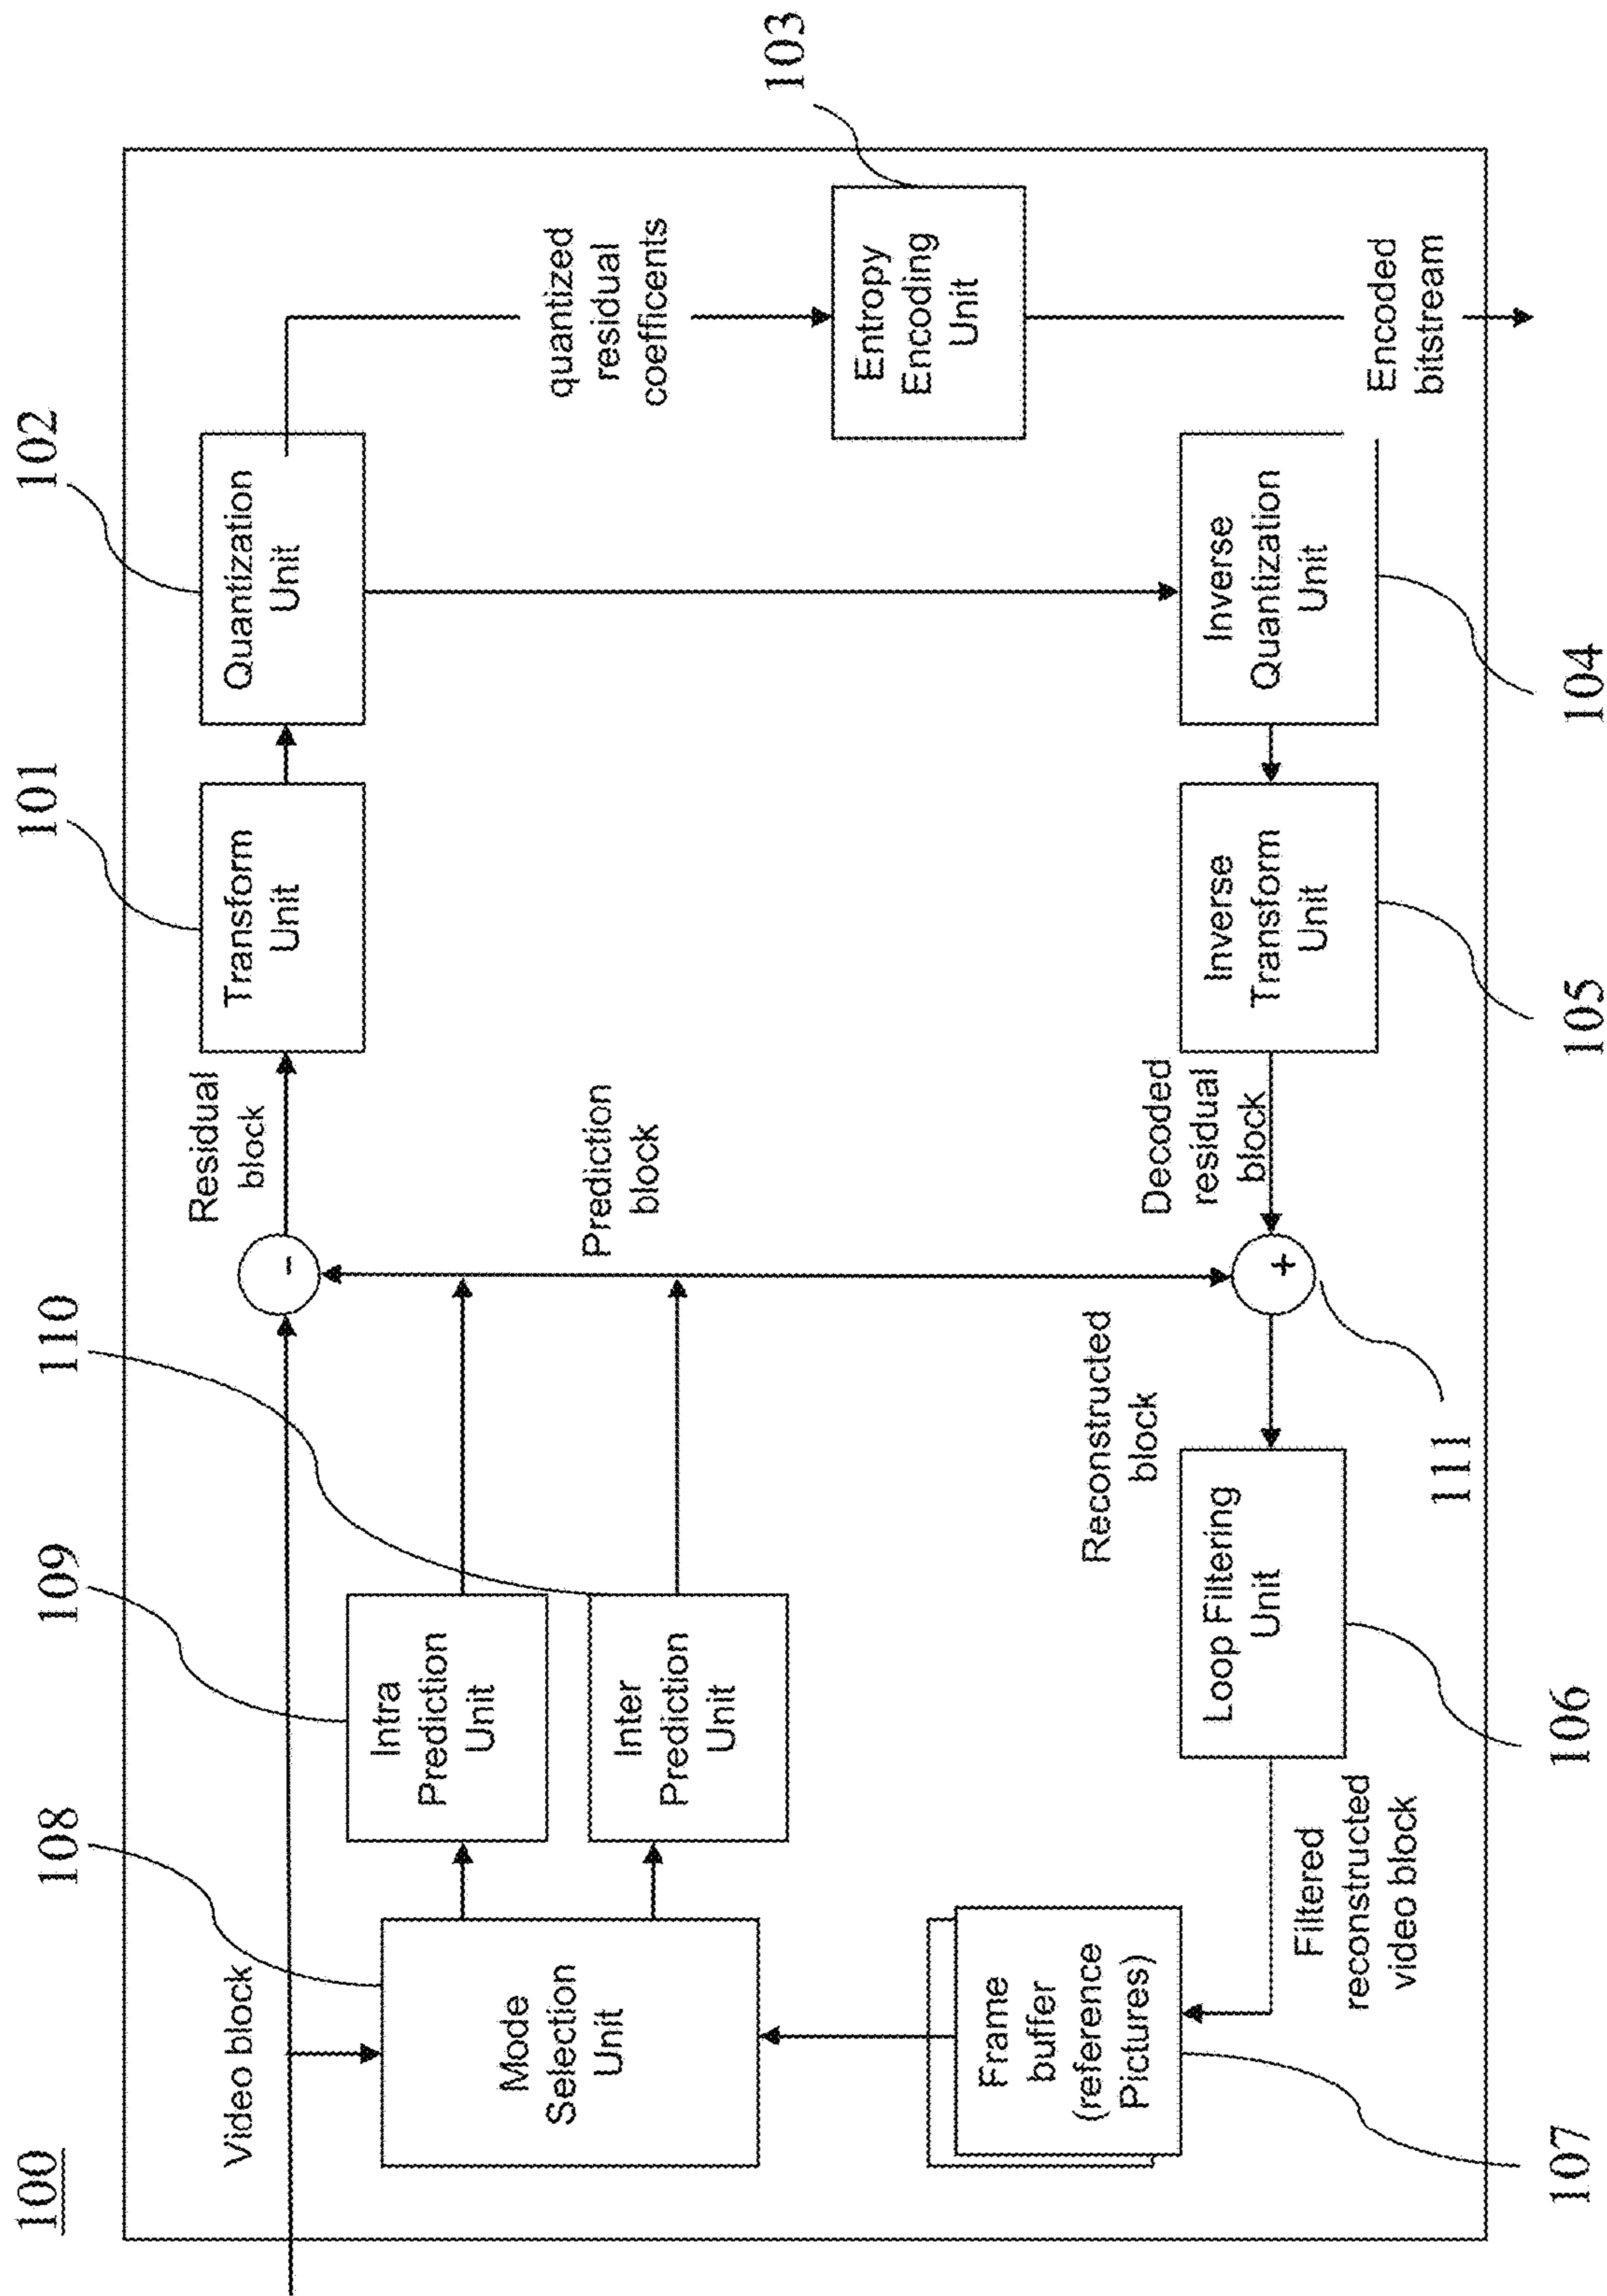 100
Video block
108
Mode
Selection
Unit
109
Intra
Prediction
Unit
110
Inter
Prediction
Unit
Residual
block
101
Transform
Unit
102
Quantization
Unit
quantized
residual
coefficents
103
Entropy
Encoding
Unit
Encoded
bitstream
Prediction
block
Inverse
Quantization
Unit
104
Inverse
Transform
Unit
105
Decoded
residual
block
-
+
111
Reconstructed
block
Loop Filtering
Unit
106
Filtered
reconstructed
video block
Frame
buffer
(reference
Pictures)
107